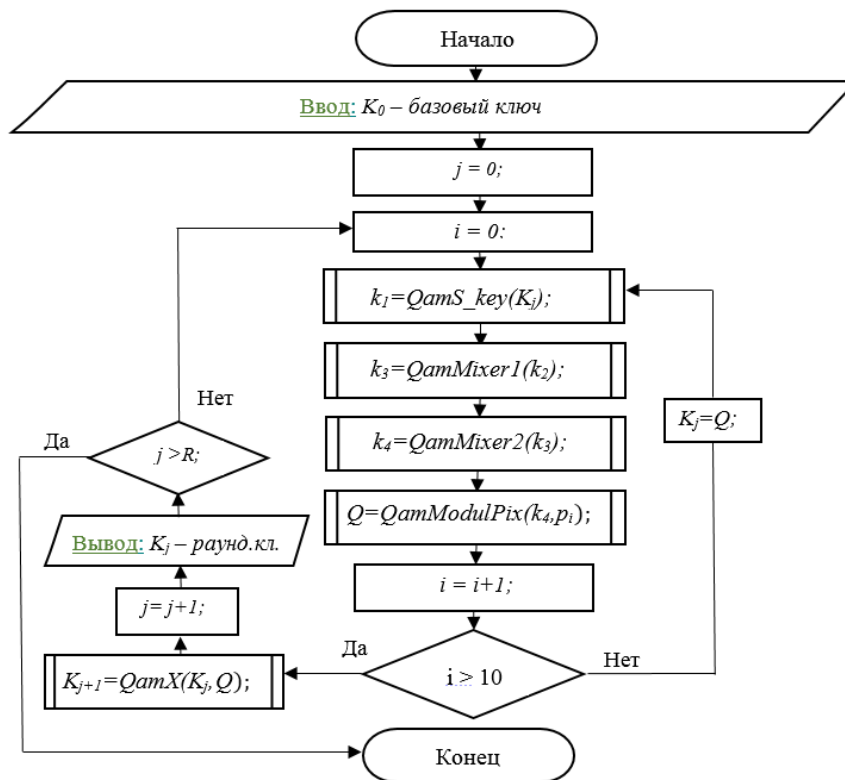 Начало
Ввод: K0 – базовый ключ
j = 0;
i = 0:
k1=QamS_key(Kj);
k3=QamMixer1(k2);
k4=QamMixer2(k3);
Q=QamModulPix(k4,pi);
i = i+1;
i ≥ 10
Нет
Kj=Q;
Да
Kj+1=QamX(Kj,Q);
j= j+1;
Вывод: Kj – раунд.кл.
j >R;
Нет
Да
Конец